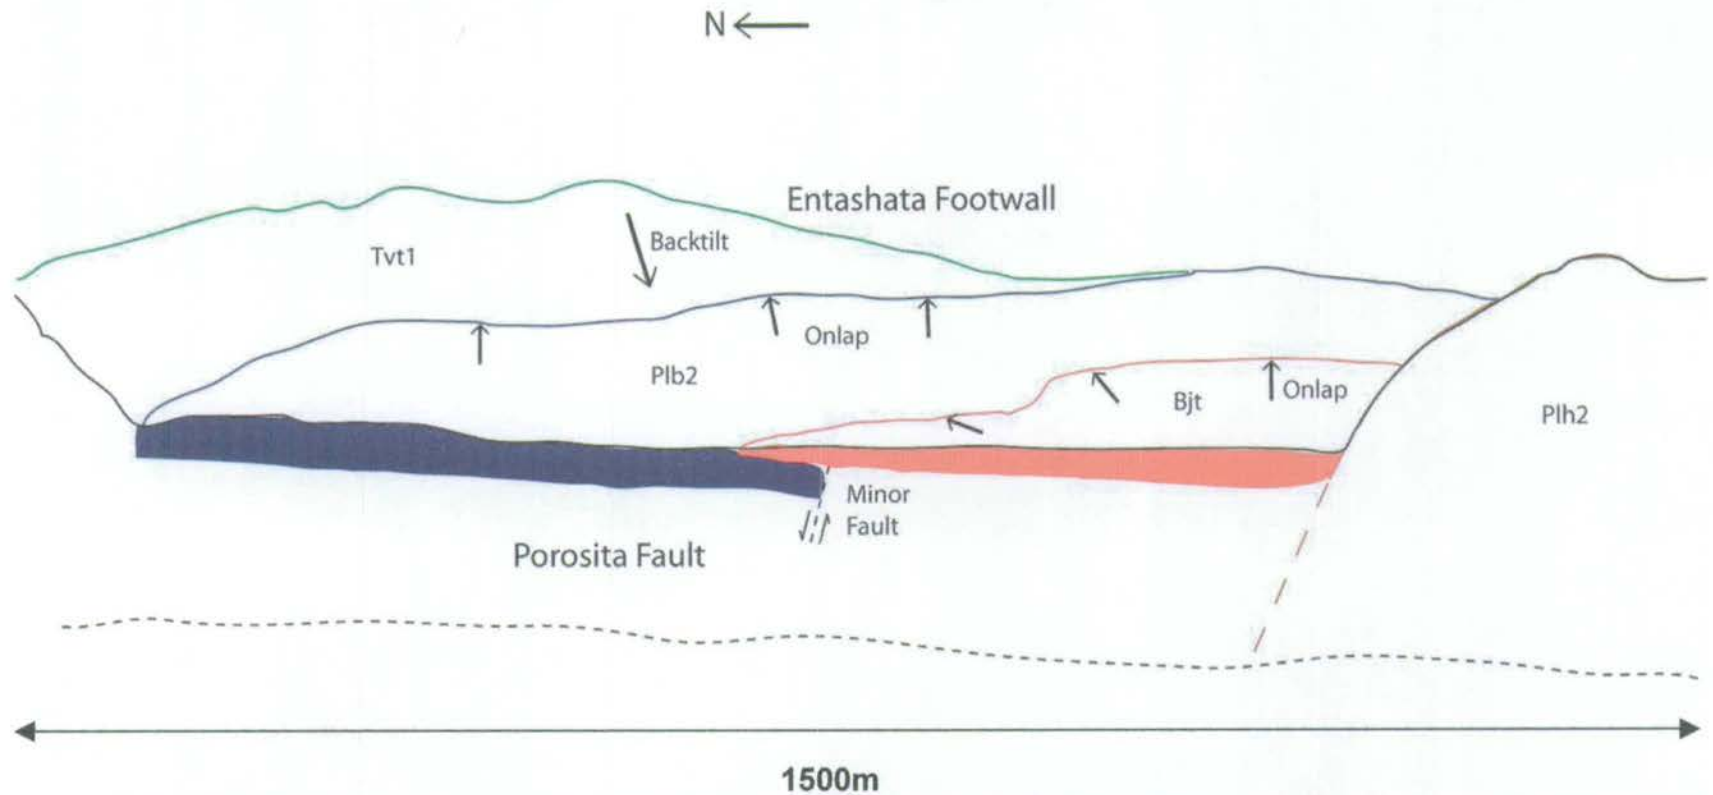 N
Entashata Footwall
Backtilt
Tvt1
Onlap
Plb2
Onlap
Bjt
Plh2
Minor
Fault
Porosita Fault
1500m